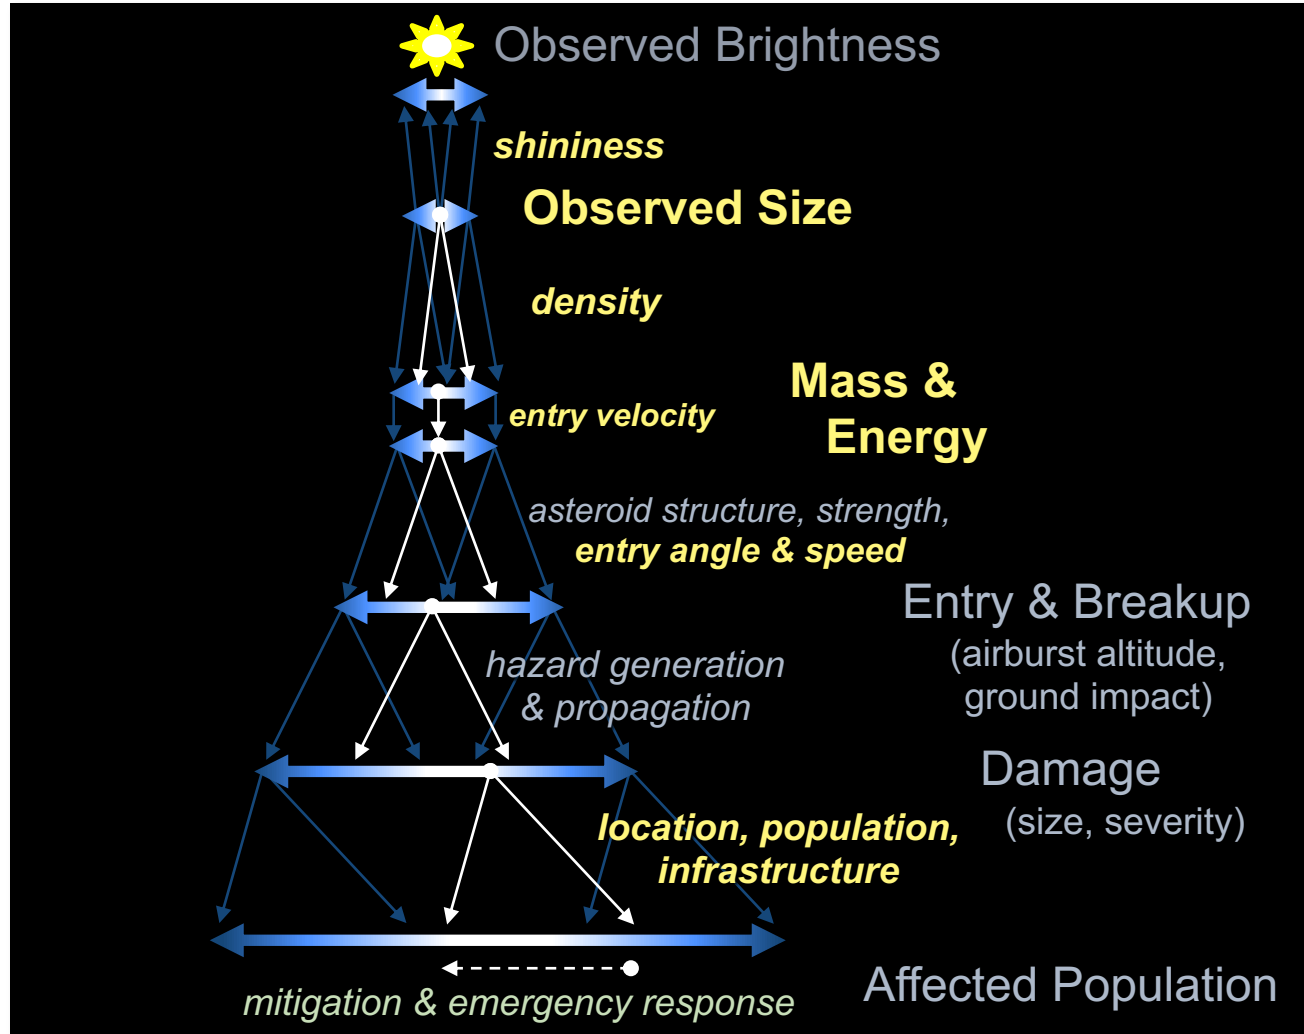 Observed Brightness
shininess
Observed Size
density
Mass &
Energy
entry velocity
asteroid structure, strength,
entry angle & speed
Entry & Breakup
(airburst altitude,
ground impact)
hazard generation
& propagation
Damage
(size, severity)
location, population,
infrastructure
Affected Population
mitigation & emergency response